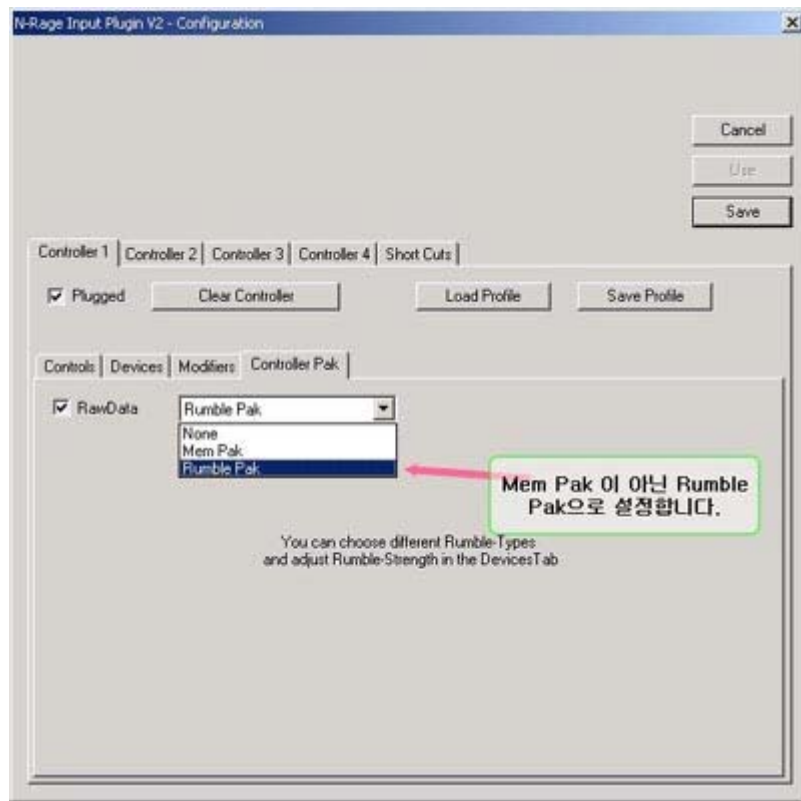 N-Rage Input Plugin V2 - Configuration
Cancel
Use
Save
Controller 1 Controller 2 Controller 3 Controller 4 Short Cuts
Plugged Clear Controller Load Profile Save Profile
Controls Devices Modifiers Controller Pak
RawData Rumble Pak
None
Mem Pak
Rumble Pak
Mem Pak 이 아닌 Rumble
Pak으로 설정합니다.
You can choose different Rumble-Types
and adjust Rumble-Strength in the DevicesTab